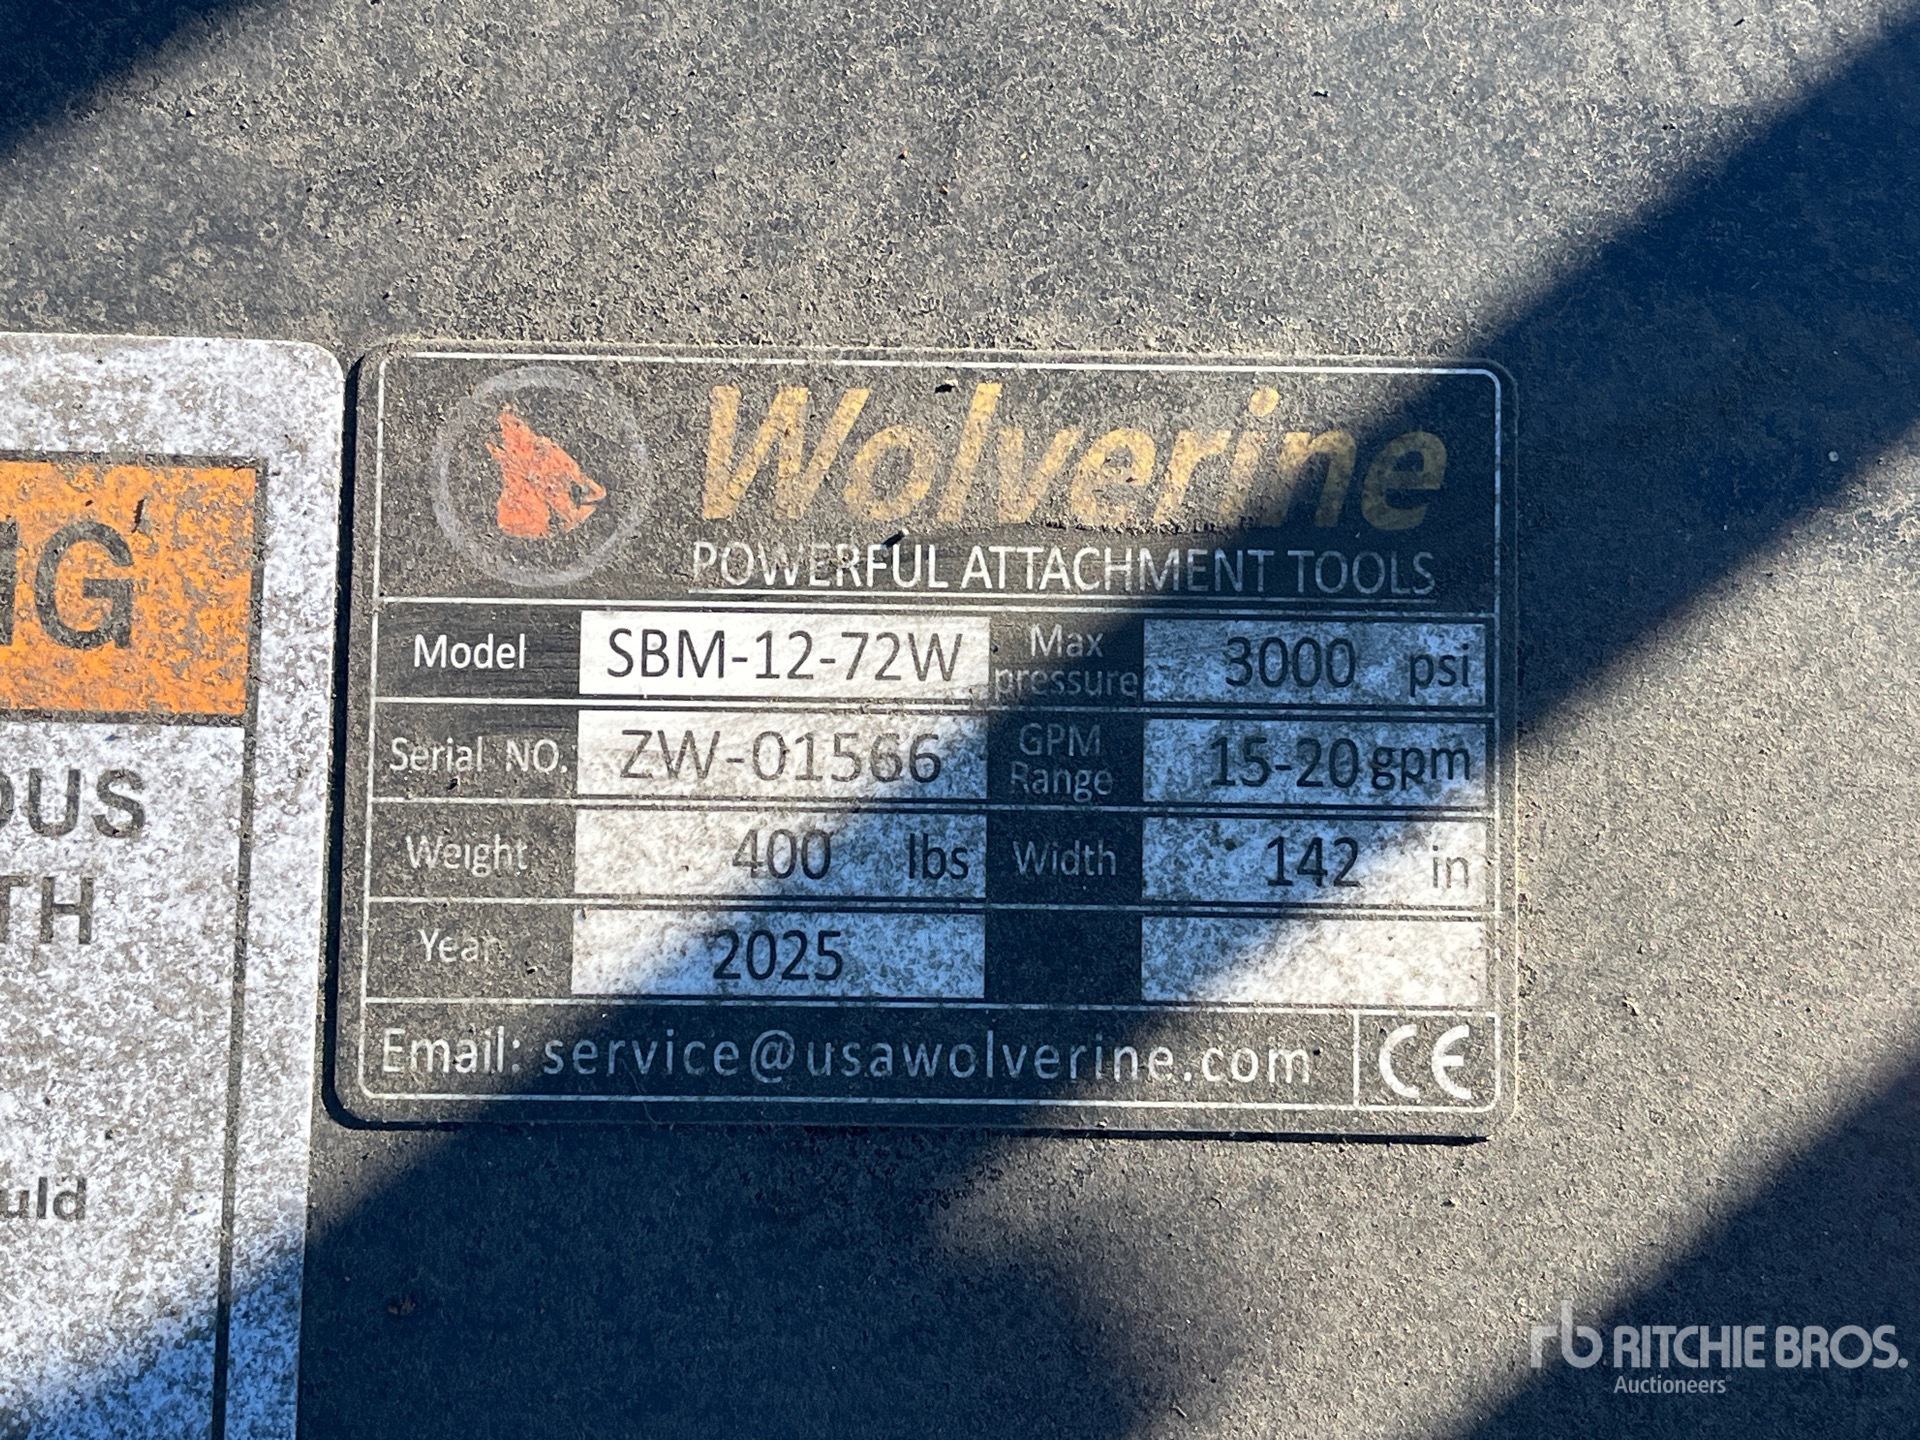 Wolverine
POWERFUL ATTACHMENT TOOLS
Model SBM-12-72W Max pressure 3000 psi
Serial NO. ZW-01566 GPM Range 15-20 gpm
Weight 400 lbs Width 142 in
Year 2025
Email: service@usawolverine.com CE
NG
OUS
TH
uld
rb RITCHIE BROS.
Auctioneers